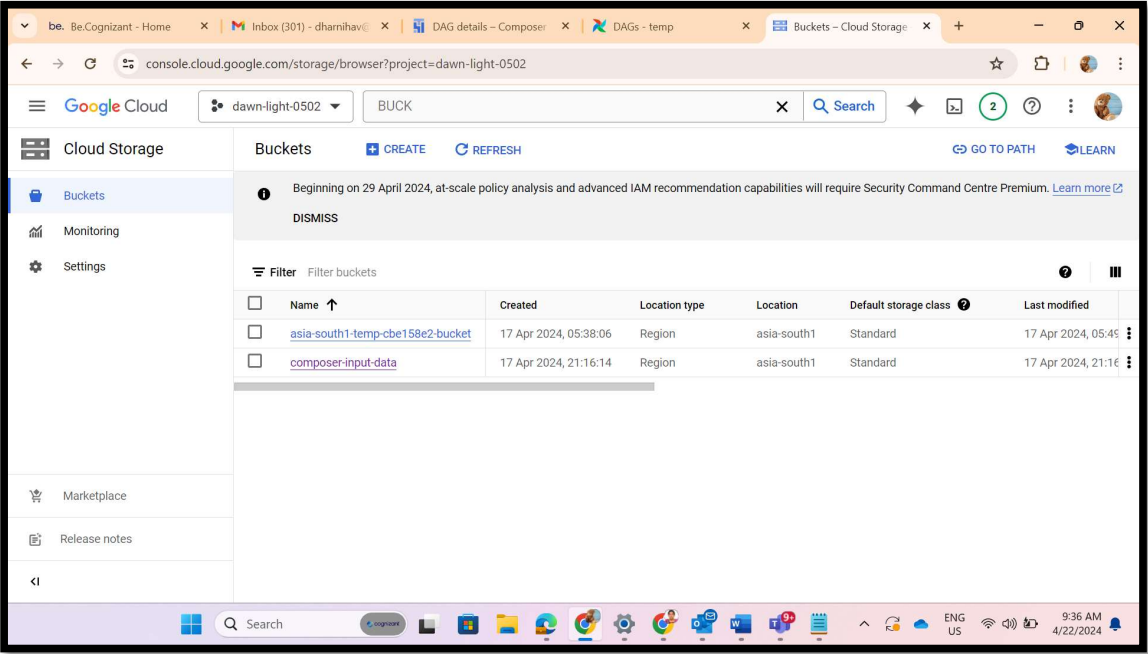 be. Be.Cognizant - Home
Inbox (301) - dharnihav@
DAG details – Composer
DAGs - temp
Buckets – Cloud Storage
console.cloud.google.com/storage/browser?project=dawn-light-0502
Google Cloud
dawn-light-0502
BUCK
Search
2
Cloud Storage
Buckets
CREATE
REFRESH
GO TO PATH
LEARN
Buckets
Monitoring
Settings
Beginning on 29 April 2024, at-scale policy analysis and advanced IAM recommendation capabilities will require Security Command Centre Premium. Learn more
DISMISS
Filter Filter buckets
Name Created Location type Location Default storage class Last modified
asia-south1-temp-cbe158e2-bucket 17 Apr 2024, 05:38:06 Region asia-south1 Standard 17 Apr 2024, 05:49
composer-input-data 17 Apr 2024, 21:16:14 Region asia-south1 Standard 17 Apr 2024, 21:16
Marketplace
Release notes
Search
cognizant
9+
ENG
US
9:36 AM
4/22/2024